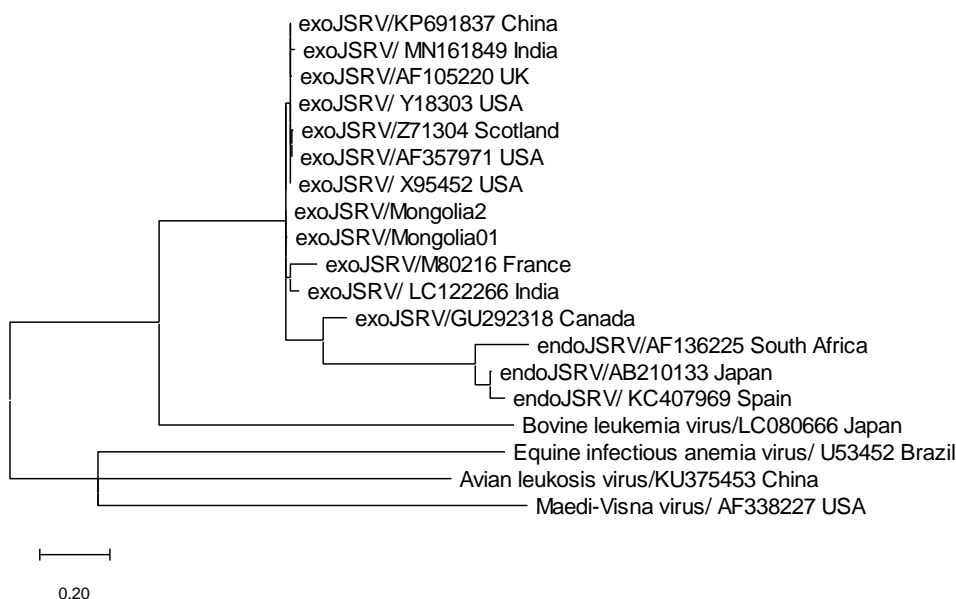 exoJSRV/KP691837 China
exoJSRV/ MN161849 India
exoJSRV/AF105220 UK
exoJSRV/ Y18303 USA
exoJSRV/Z71304 Scotland
exoJSRV/AF357971 USA
exoJSRV/ X95452 USA
exoJSRV/Mongolia2
exoJSRV/Mongolia01
exoJSRV/M80216 France
exoJSRV/ LC122266 India
exoJSRV/GU292318 Canada
endoJSRV/AF136225 South Africa
endoJSRV/AB210133 Japan
endoJSRV/ KC407969 Spain
Bovine leukemia virus/LC080666 Japan
Equine infectious anemia virus/ U53452 Brazil
Avian leukosis virus/KU375453 China
Maedi-Visna virus/ AF338227 USA
0.20